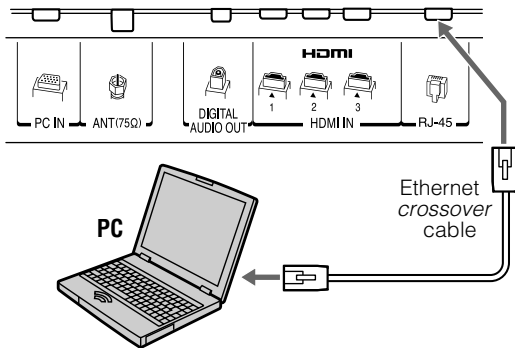 HDMI
1
2
3
PC IN
ANT(75Ω)
DIGITAL
AUDIO OUT
HDMI IN
RJ-45
Ethernet
crossover
cable
PC